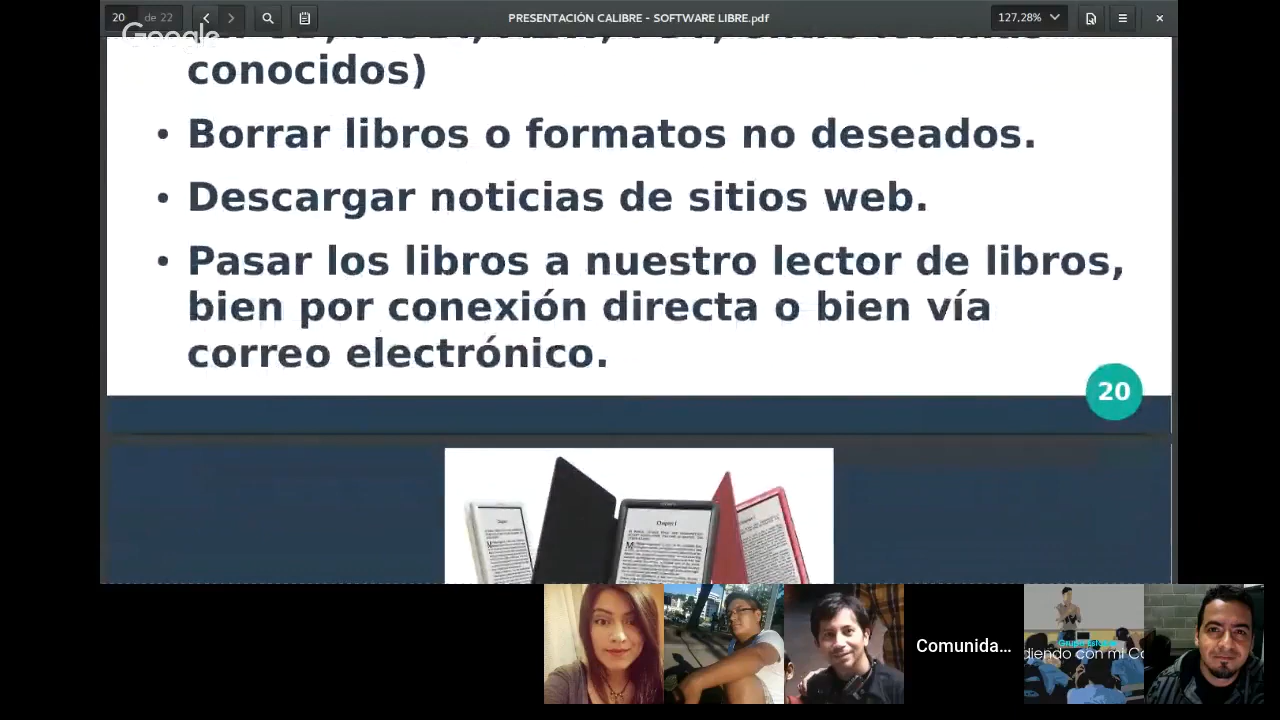 20 de 22
PRESENTACIÓN CALIBRE - SOFTWARE LIBRE.pdf
127,28%
Google
conocidos)
• Borrar libros o formatos no deseados.
• Descargar noticias de sitios web.
• Pasar los libros a nuestro lector de libros,
bien por conexión directa o bien vía
correo electrónico.
20
Comunida...
diendo con mi Co